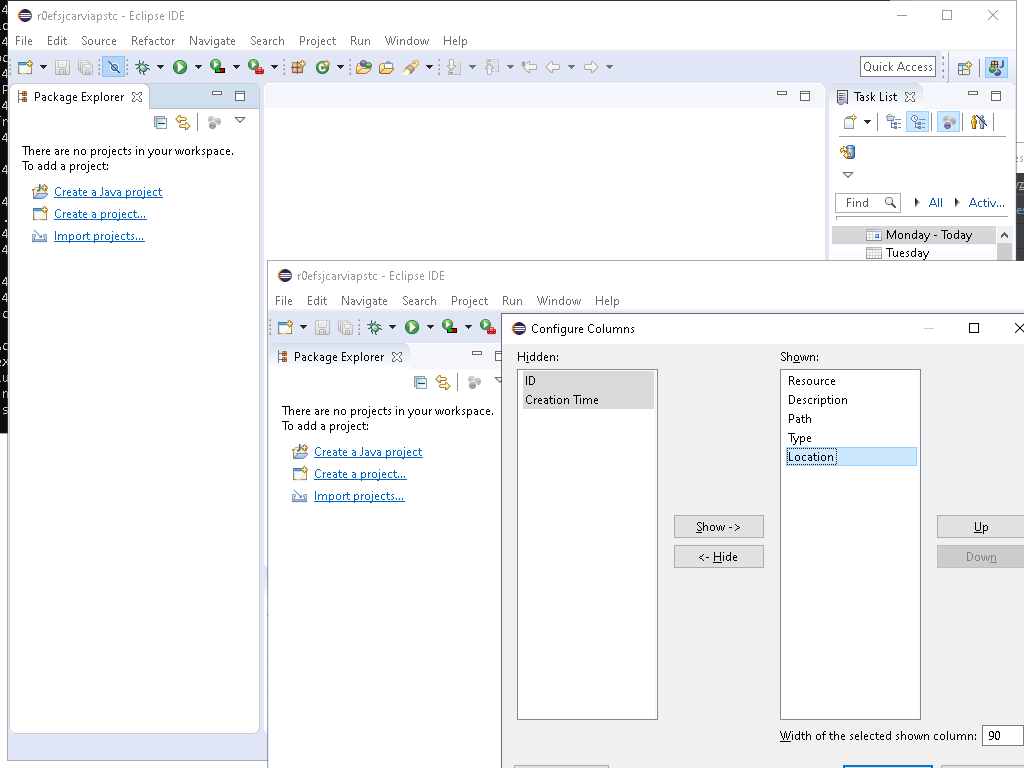 r0efsjcarviapstc - Eclipse IDE
File Edit Source Refactor Navigate Search Project Run Window Help
Quick Access
Package Explorer
Task List
There are no projects in your workspace.
To add a project:
Create a Java project
Create a project...
Import projects...
Find All Activ...
Monday - Today
Tuesday
r0efsjcarviapstc - Eclipse IDE
File Edit Navigate Search Project Run Window Help
Package Explorer
There are no projects in your workspace.
To add a project:
Create a Java project
Create a project...
Import projects...
Configure Columns
Hidden:
ID
Creation Time
Show ->
<- Hide
Shown:
Resource
Description
Path
Type
Location
Up
Down
Width of the selected shown column: 90